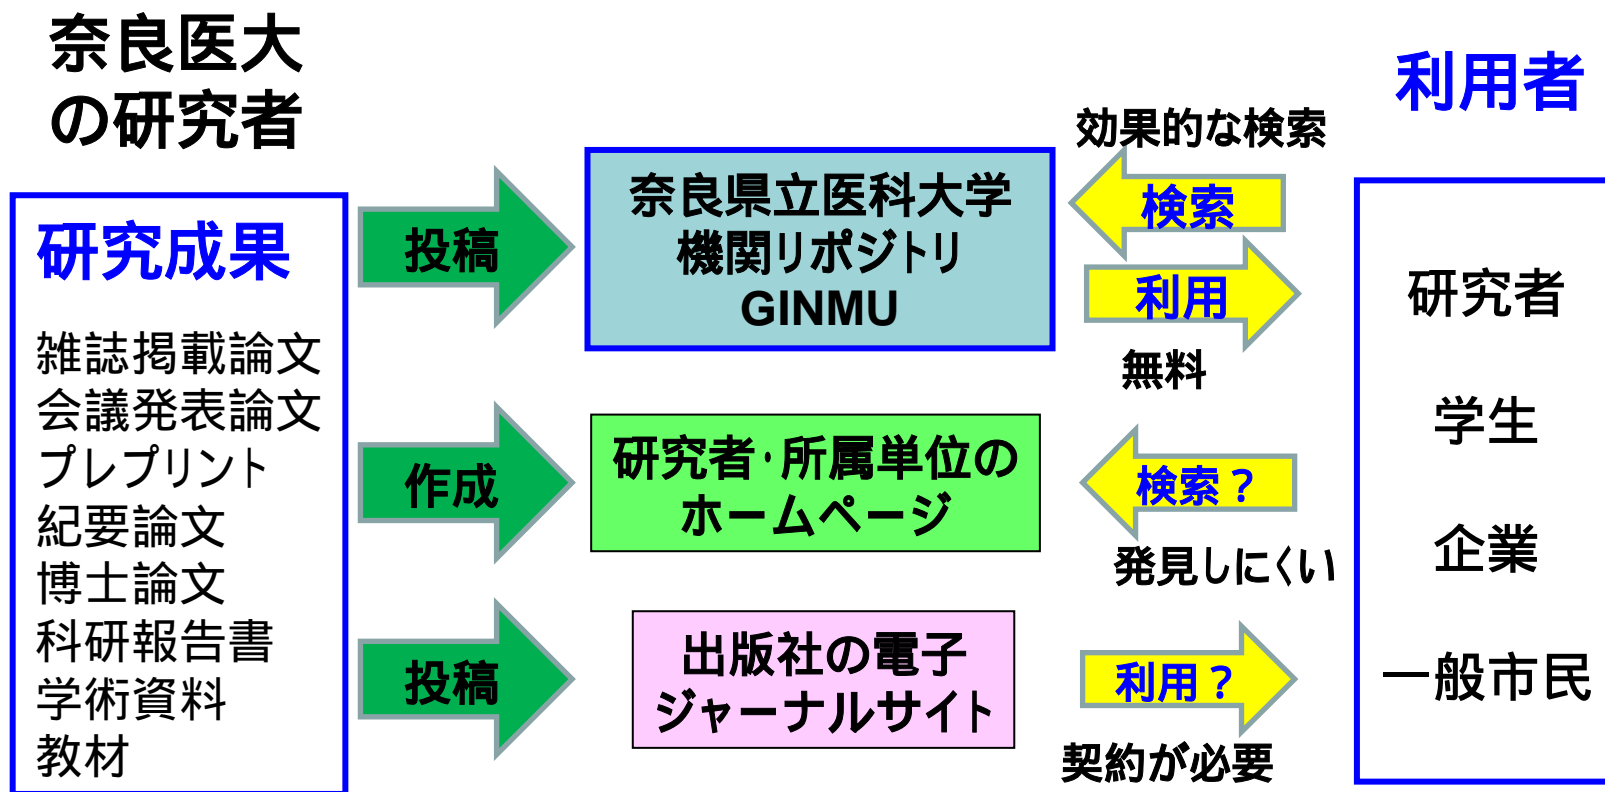 奈良医大
の研究者
研究成果
雑誌掲載論文
会議発表論文
プレプリント
紀要論文
博士論文
科研報告書
学術資料
教材
投稿
作成
投稿
奈良県立医科大学
機関リポジトリ
GINMU
研究者・所属単位の
ホームページ
出版社の電子
ジャーナルサイト
効果的な検索
検索
利用
無料
検索？
発見しにくい
利用？
契約が必要
利用者
研究者
学生
企業
一般市民